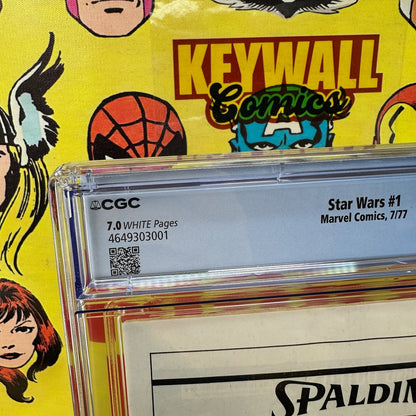 KEYWALL
Comics
CGC
7.0 WHITE Pages
4649303001
Star Wars #1
Marvel Comics, 7/77
SPALDIN